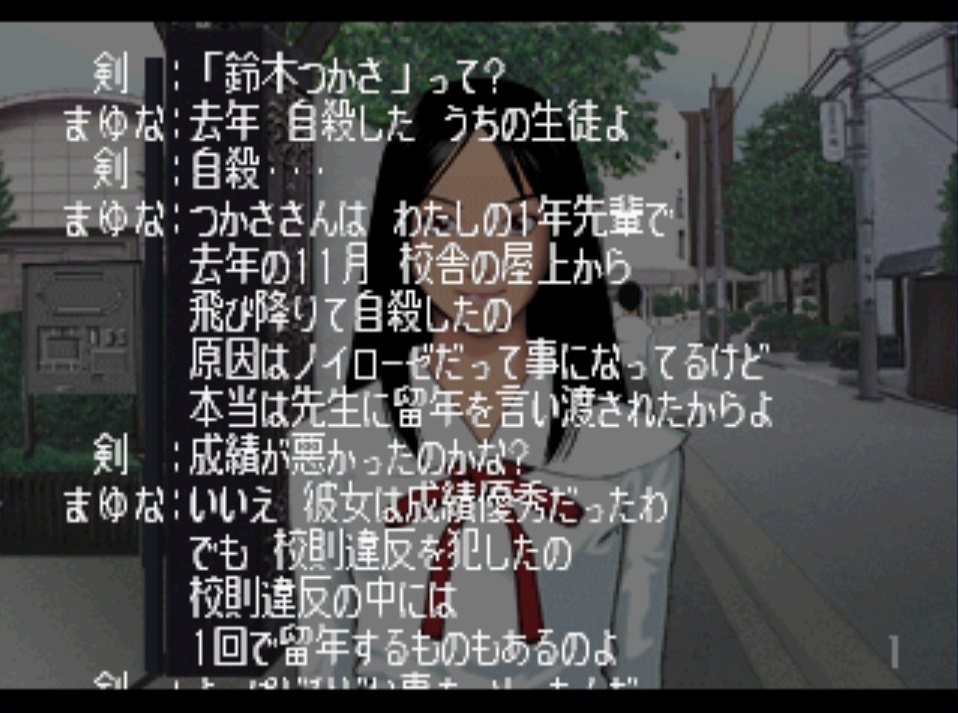 剣　:「鈴木つかさ」って?
まゆな:去年　自殺した　うちの生徒よ
剣　:自殺・・・
まゆな:つかささんは　わたしの1年先輩で
去年の11月　校舎の屋上から
飛び降りて自殺したの
原因はノイローゼだって事になってるけど
本当は先生に留年を言い渡されたからよ
剣　:成績が悪かったのかな?
まゆな:いいえ　彼女は成績優秀だったわ
でも　校則違反を犯したの
校則違反の中には
1回で留年するものもあるのよ
1